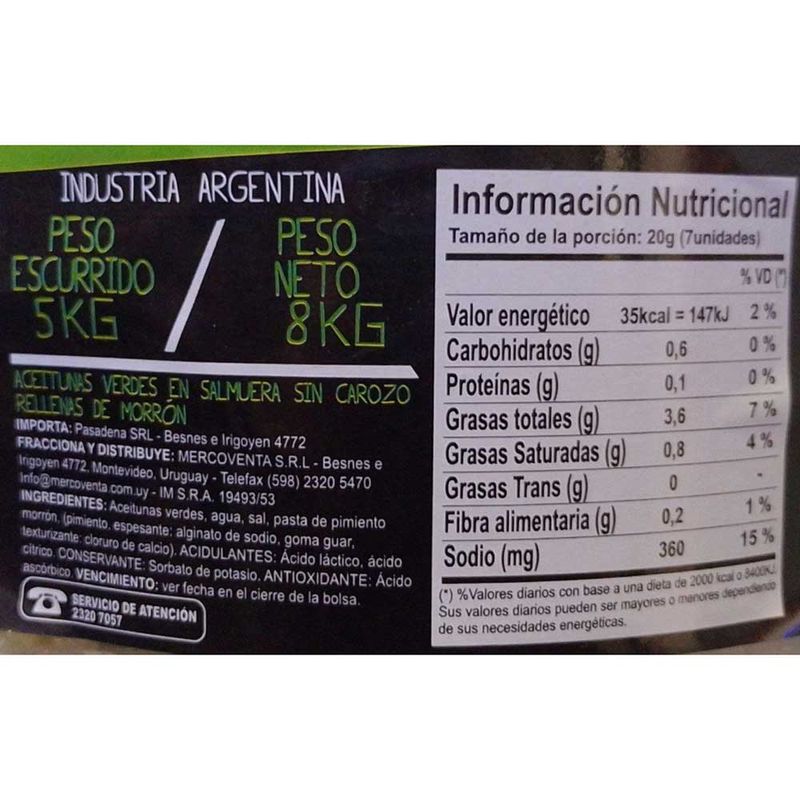 INDUSTRIA ARGENTINA
PESO
ESCURRIDO
5KG
/
PESO
NETO
8KG
ACEITUNAS VERDES EN SALMUERA SIN CAROZO
RELLENAS DE MORRÓN
IMPORTA: Pasadena SRL - Besnes e Irigoyen 4772
FRACCIONA Y DISTRIBUYE: MERCOVENTA S.R.L - Besnes e
Irigoyen 4772, Montevideo, Uruguay - Telefax (598) 2320 5470
Info@mercoventa.com.uy - IM S.R.A. 19493/53
INGREDIENTES: Aceitunas verdes, agua, sal, pasta de pimiento
morrón, (pimiento, espesante: alginato de sodio, goma guar,
texturizante: cloruro de calcio). ACIDULANTES: Ácido láctico, ácido
cítrico. CONSERVANTE: Sorbato de potasio. ANTIOXIDANTE: Ácido
ascórbico. VENCIMIENTO: ver fecha en el cierre de la bolsa.
SERVICIO DE ATENCIÓN
2320 7057
Información Nutricional
Tamaño de la porción: 20g (7unidades)
% VD (*)
Valor energético 35kcal = 147kJ 2 %
Carbohidratos (g) 0,6 0 %
Proteínas (g) 0,1 0 %
Grasas totales (g) 3,6 7 %
Grasas Saturadas (g) 0,8 4 %
Grasas Trans (g) 0 -
Fibra alimentaria (g) 0,2 1 %
Sodio (mg) 360 15 %
(*) %Valores diarios con base a una dieta de 2000 kcal o 8400KJ.
Sus valores diarios pueden ser mayores o menores dependiendo
de sus necesidades energéticas.